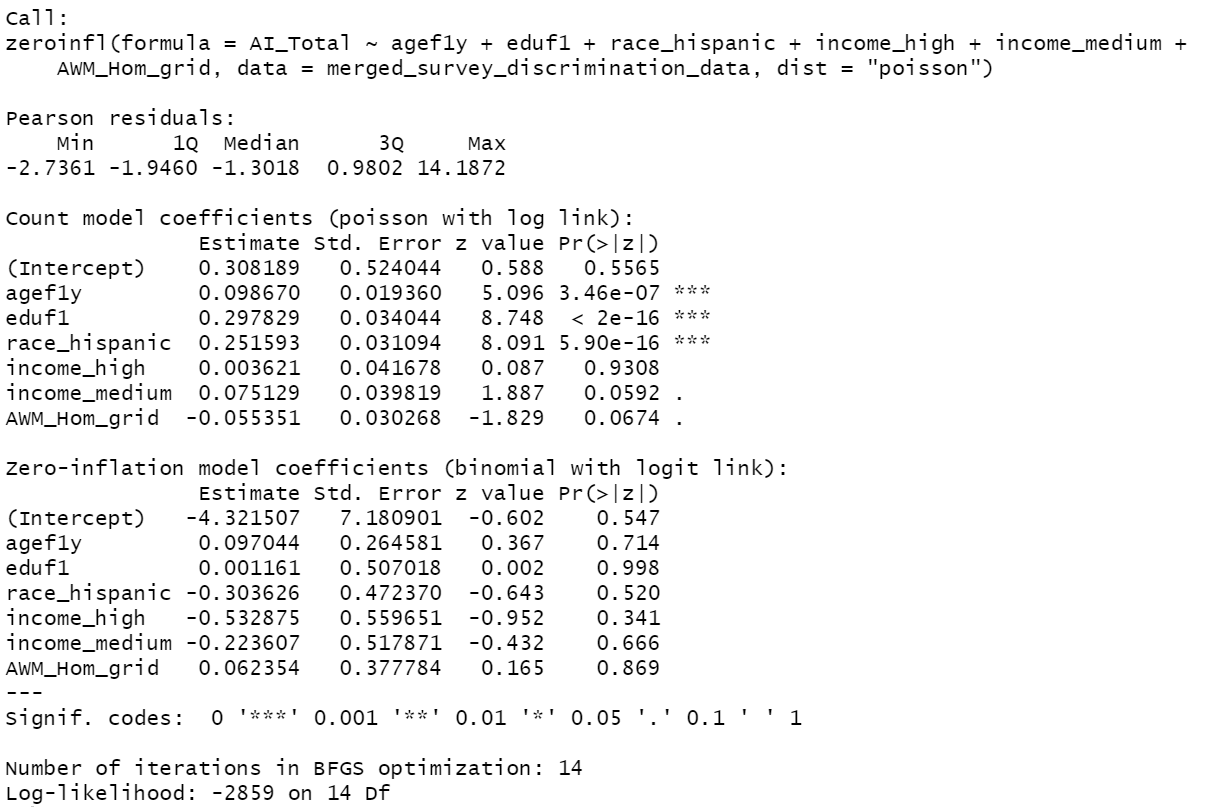 Call:
zeroinfl(formula = AI_Total ~ agef1y + eduf1 + race_hispanic + income_high + income_medium +
    AWM_Hom_grid, data = merged_survey_discrimination_data, dist = "poisson")

Pearson residuals:
    Min      1Q  Median      3Q     Max
-2.7361 -1.9460 -1.3018  0.9802 14.1872

Count model coefficients (poisson with log link):
               Estimate Std. Error z value Pr(>|z|)
(Intercept)    0.308189   0.524044   0.588   0.5565
agef1y         0.098670   0.019360   5.096 3.46e-07 ***
eduf1          0.297829   0.034044   8.748  < 2e-16 ***
race_hispanic  0.251593   0.031094   8.091 5.90e-16 ***
income_high    0.003621   0.041678   0.087   0.9308
income_medium  0.075129   0.039819   1.887   0.0592 .
AWM_Hom_grid  -0.055351   0.030268  -1.829   0.0674 .

Zero-inflation model coefficients (binomial with logit link):
              Estimate Std. Error z value Pr(>|z|)
(Intercept)   -4.321507   7.180901  -0.602    0.547
agef1y         0.097044   0.264581   0.367    0.714
eduf1          0.001161   0.507018   0.002    0.998
race_hispanic -0.303626   0.472370  -0.643    0.520
income_high   -0.532875   0.559651  -0.952    0.341
income_medium -0.223607   0.517871  -0.432    0.666
AWM_Hom_grid   0.062354   0.377784   0.165    0.869
---
Signif. codes:  0 '***' 0.001 '**' 0.01 '*' 0.05 '.' 0.1 ' ' 1

Number of iterations in BFGS optimization: 14
Log-likelihood: -2859 on 14 Df